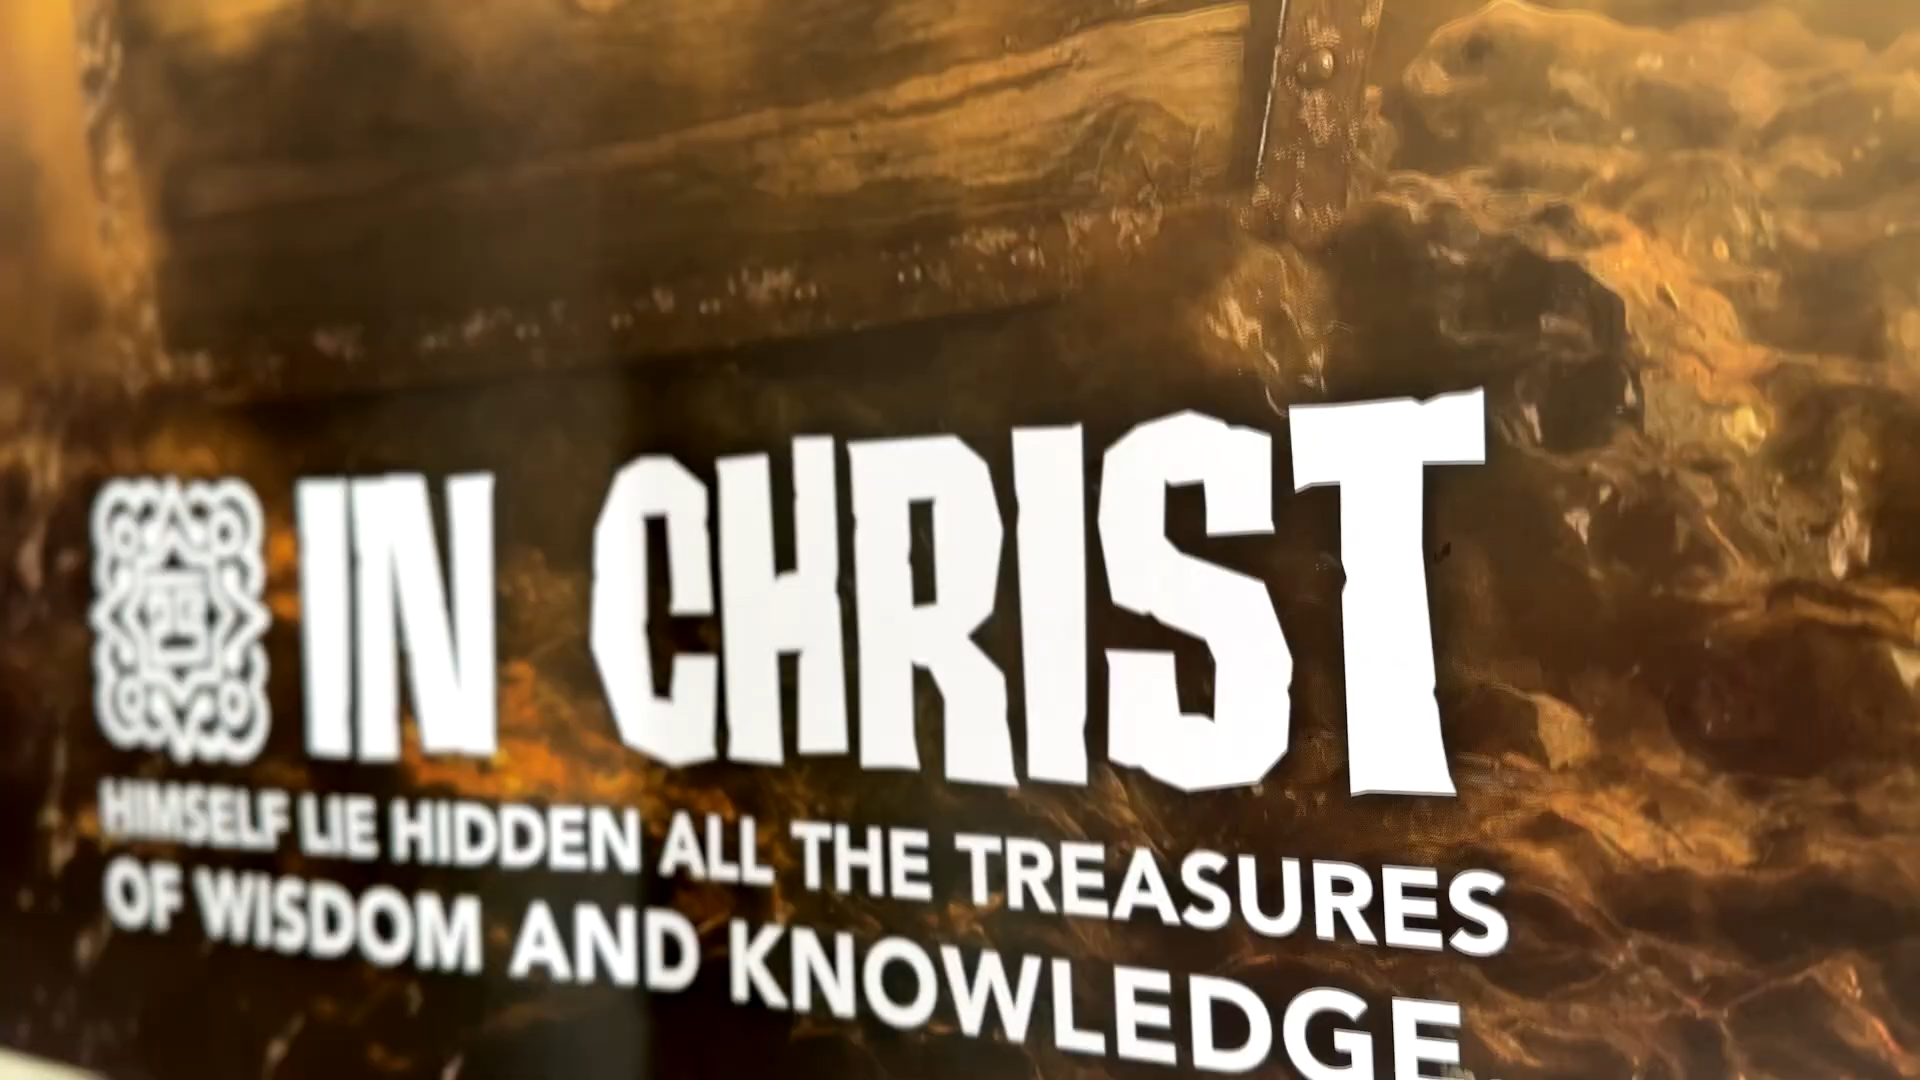 IN CHRIST
HIMSELF LIE HIDDEN ALL THE TREASURES
OF WISDOM AND KNOWLEDGE